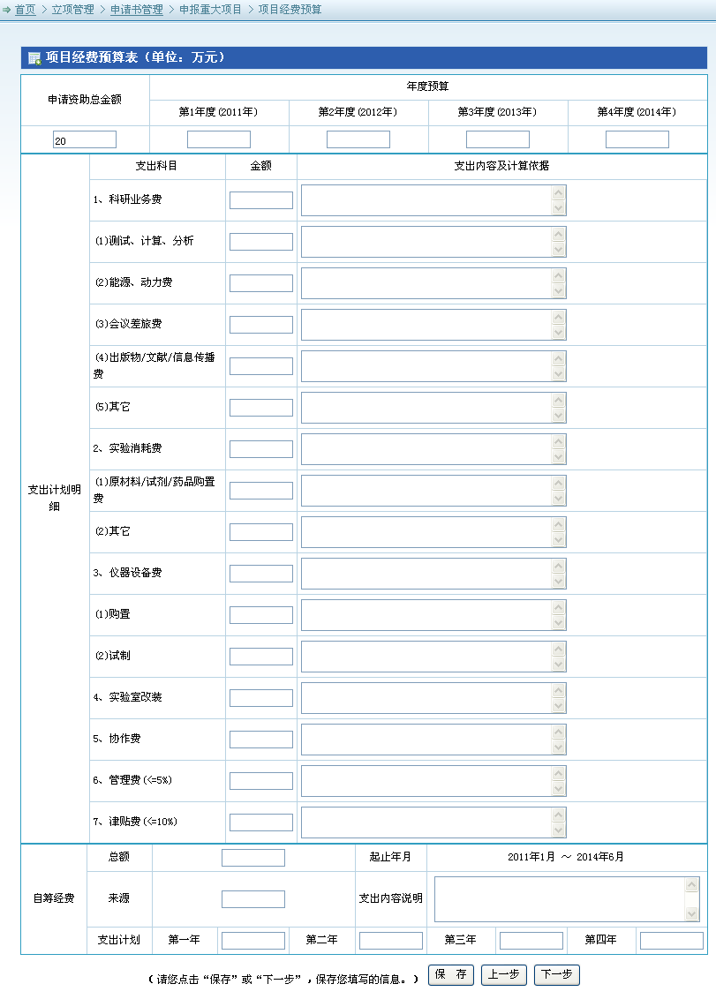 首页 > 立项管理 > 申请书管理 > 申报重大项目 > 项目经费预算
项目经费预算表（单位：万元）
申请资助总金额
年度预算
第1年度(2011年)
第2年度(2012年)
第3年度(2013年)
第4年度(2014年)
20
支出计划明
细
支出科目
金额
支出内容及计算依据
1、科研业务费
(1)测试、计算、分析
(2)能源、动力费
(3)会议差旅费
(4)出版物/文献/信息传播
费
(5)其它
2、实验消耗费
(1)原材料/试剂/药品购置
费
(2)其它
3、仪器设备费
(1)购置
(2)试制
4、实验室改装
5、协作费
6、管理费(<=5%)
7、津贴费(<=10%)
自筹经费
总额
起止年月
2011年1月 ～ 2014年6月
来源
支出内容说明
支出计划
第一年
第二年
第三年
第四年
（请您点击“保存”或“下一步”，保存您填写的信息。）
保 存
上一步
下一步